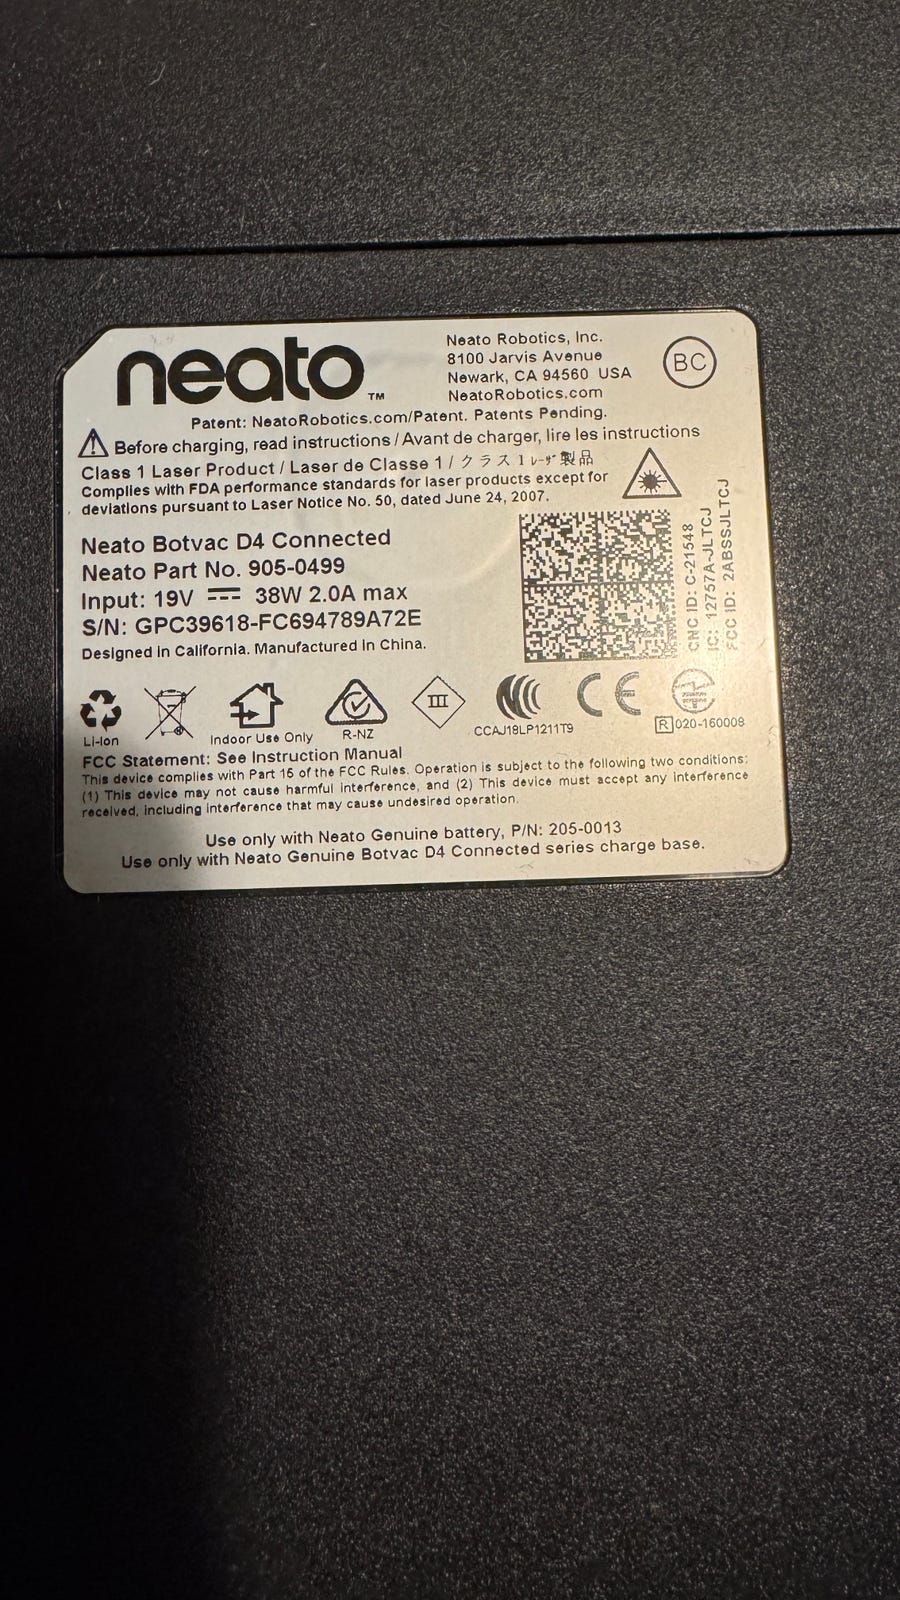 neato™
Neato Robotics, Inc.
8100 Jarvis Avenue
Newark, CA 94560 USA
NeatoRobotics.com
BC
Patent: NeatoRobotics.com/Patent. Patents Pending.
Before charging, read instructions / Avant de charger, lire les instructions
Class 1 Laser Product / Laser de Classe 1 / クラス 1 レーザ製品
Complies with FDA performance standards for laser products except for
deviations pursuant to Laser Notice No. 50, dated June 24, 2007.
Neato Botvac D4 Connected
Neato Part No. 905-0499
Input: 19V ⎓ 38W 2.0A max
S/N: GPC39618-FC694789A72E
Designed in California. Manufactured in China.
CNC ID: C-21548
IC: 12757A-JLTCJ
FCC ID: 2ABSSJLTCJ
Li-Ion
Indoor Use Only
R-NZ
III
CCAJ18LP1211T9
CE
R 020-160008
FCC Statement: See Instruction Manual
This device complies with Part 15 of the FCC Rules. Operation is subject to the following two conditions:
(1) This device may not cause harmful interference, and (2) This device must accept any interference
received, including interference that may cause undesired operation.
Use only with Neato Genuine battery, P/N: 205-0013
Use only with Neato Genuine Botvac D4 Connected series charge base.